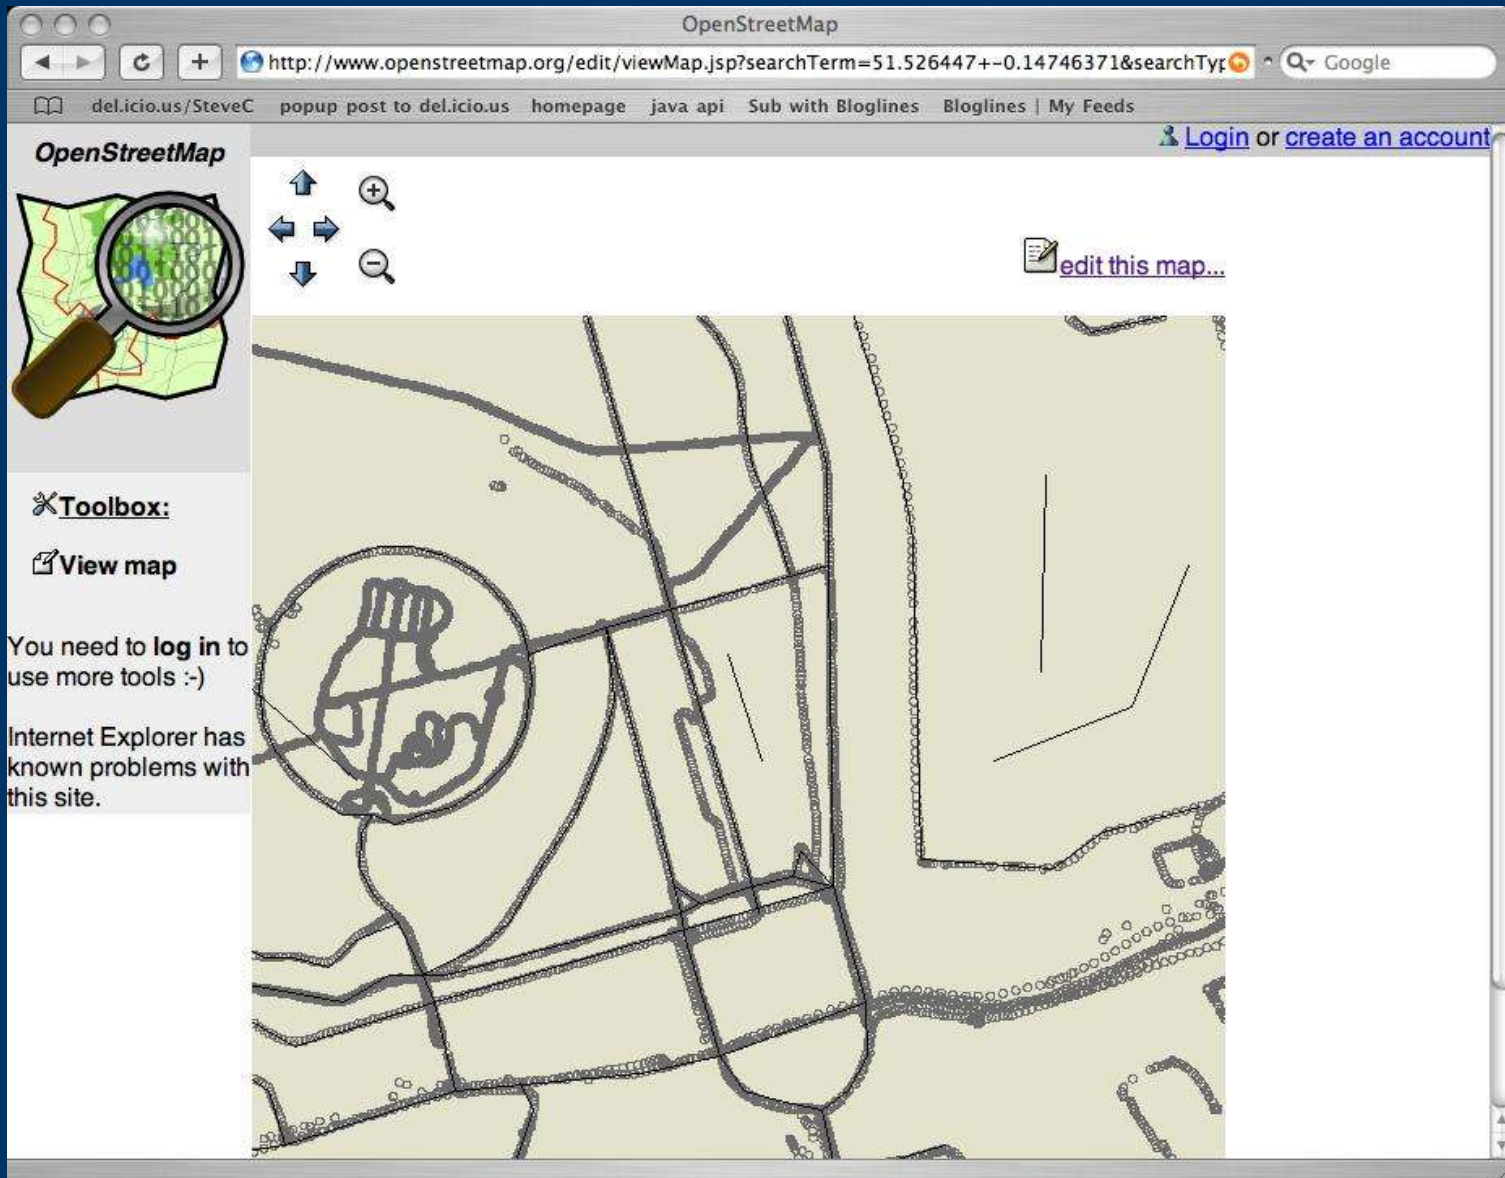 OpenStreetMap
http://www.openstreetmap.org/edit/viewMap.jsp?searchTerm=51.526447+-0.14746371&searchTyp
Google
del.icio.us/SteveC popup post to del.icio.us homepage java api Sub with Bloglines Bloglines | My Feeds
Login or create an account
OpenStreetMap
edit this map...
Toolbox:
View map
You need to log in to
use more tools :-)
Internet Explorer has
known problems with
this site.